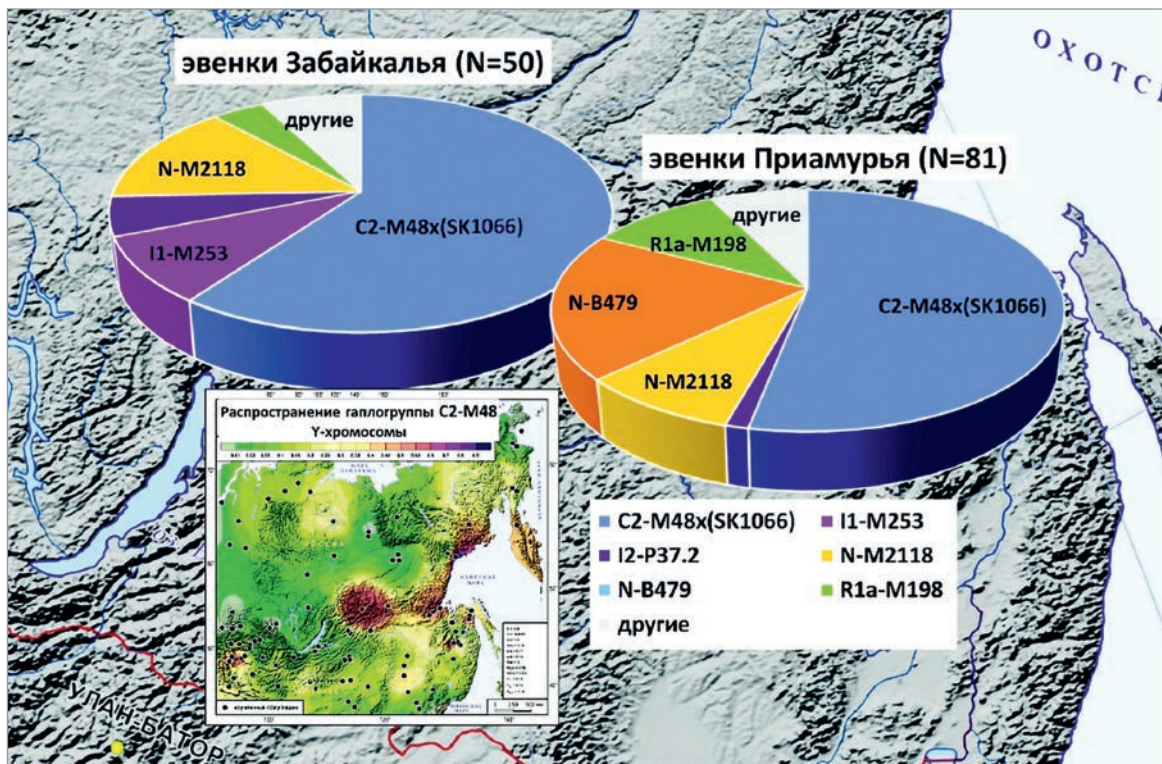 эвенки Забайкалья (N=50)
ОХОТС
другие
N-M2118
C2-M48x(SK1066)
I1-M253
эвенки Приамурья (N=81)
другие
R1a-M198
N-B479
C2-M48x(SK1066)
N-M2118
Распространение гаплогруппы C2-M48
Y-хромосомы
C2-M48x(SK1066)
I1-M253
I2-P37.2
N-M2118
N-B479
R1a-M198
другие
УЛАН-БАТОР